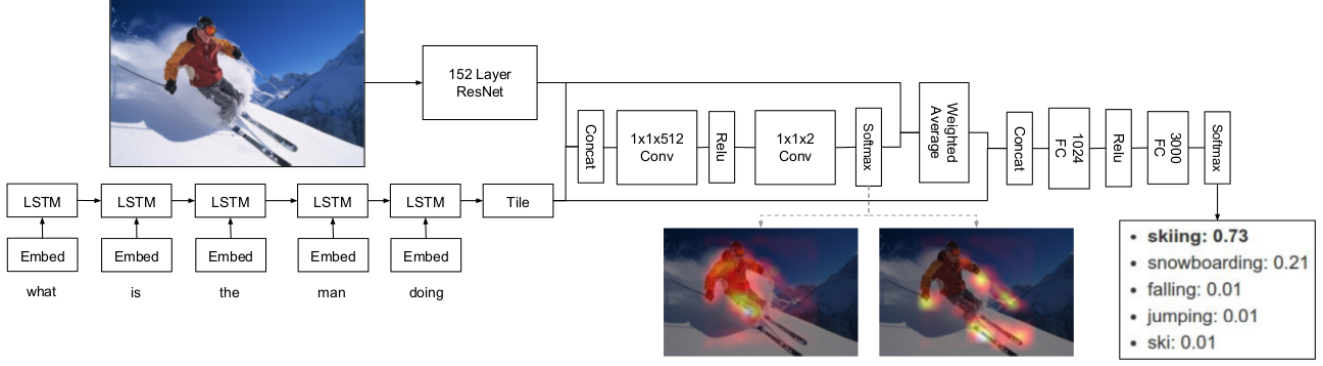 152 Layer
ResNet
Concat
1x1x512
Conv
Relu
1x1x2
Conv
Softmax
Weighted
Average
Concat
1024
FC
Relu
3000
FC
Softmax
LSTM
LSTM
LSTM
LSTM
LSTM
Tile
Embed
Embed
Embed
Embed
Embed
what
is
the
man
doing
• skiing: 0.73
• snowboarding: 0.21
• falling: 0.01
• jumping: 0.01
• ski: 0.01